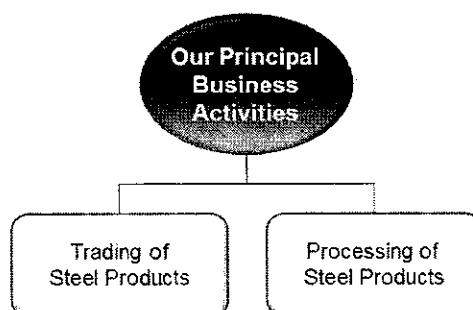 Our Principal
Business
Activities
Trading of
Steel Products
Processing of
Steel Products